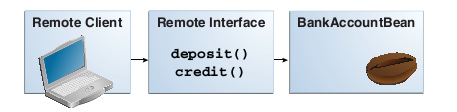 Remote Client
Remote Interface
deposit()
credit()
BankAccountBean